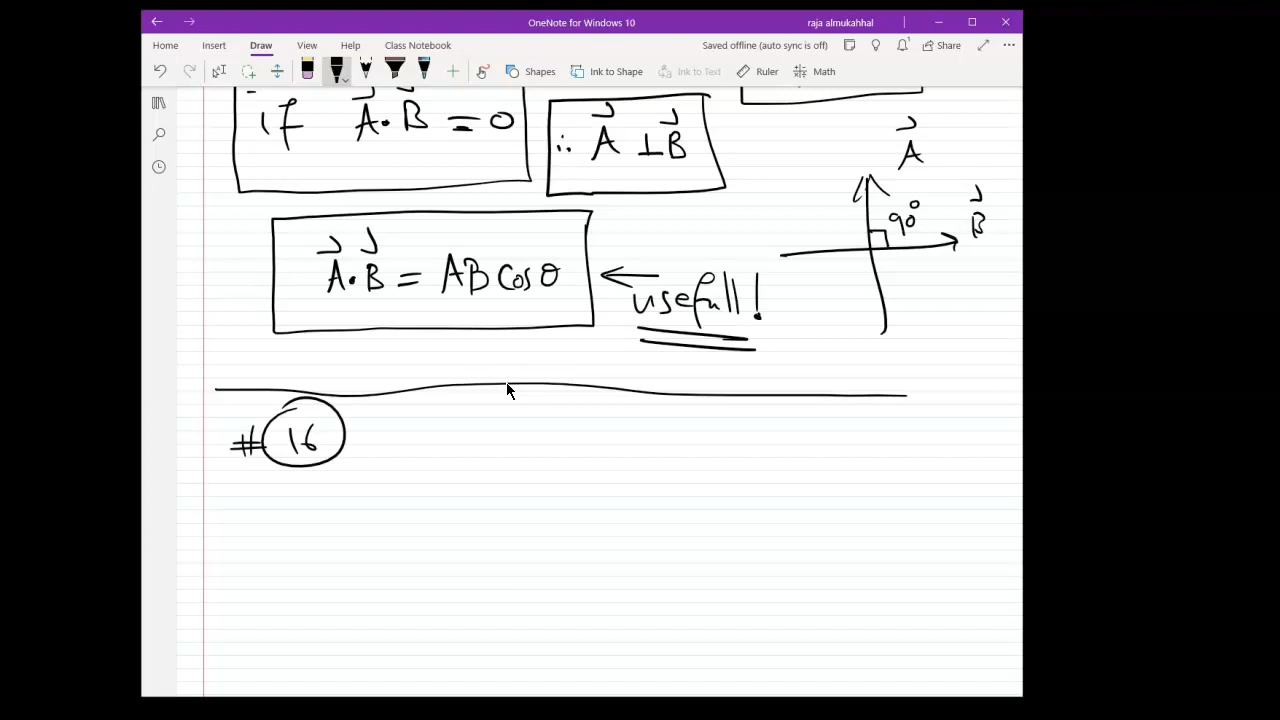 OneNote for Windows 10
raja almukahhal
Home Insert Draw View Help Class Notebook
Saved offline (auto sync is off)
Share
Shapes Ink to Shape Ink to Text Ruler Math
if A⃗·B⃗ = 0
∴ A⃗ ⊥ B⃗
A⃗
90°
B⃗
A⃗·B⃗ = AB Cos θ
usefull!
# 16